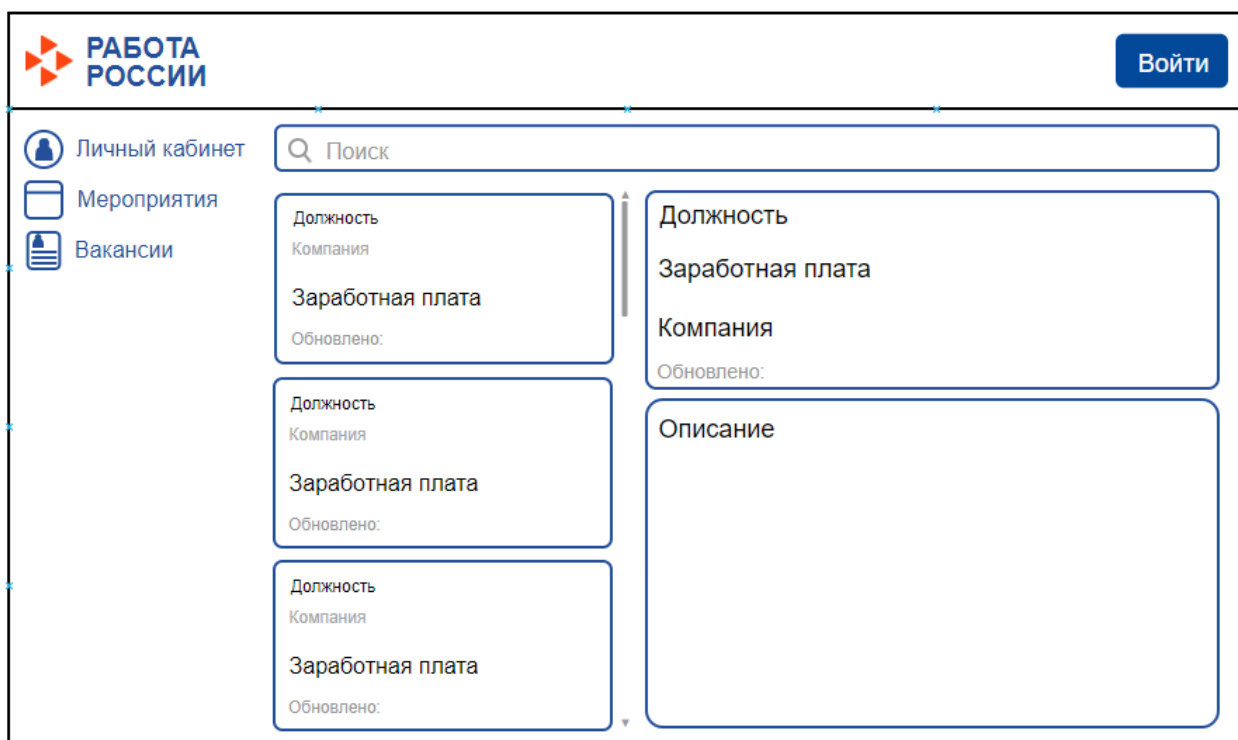 РАБОТА
РОССИИ
Войти
Личный кабинет
Мероприятия
Вакансии
Поиск
Должность
Компания
Заработная плата
Обновлено:
Должность
Компания
Заработная плата
Обновлено:
Должность
Компания
Заработная плата
Обновлено:
Должность
Заработная плата
Компания
Обновлено:
Описание